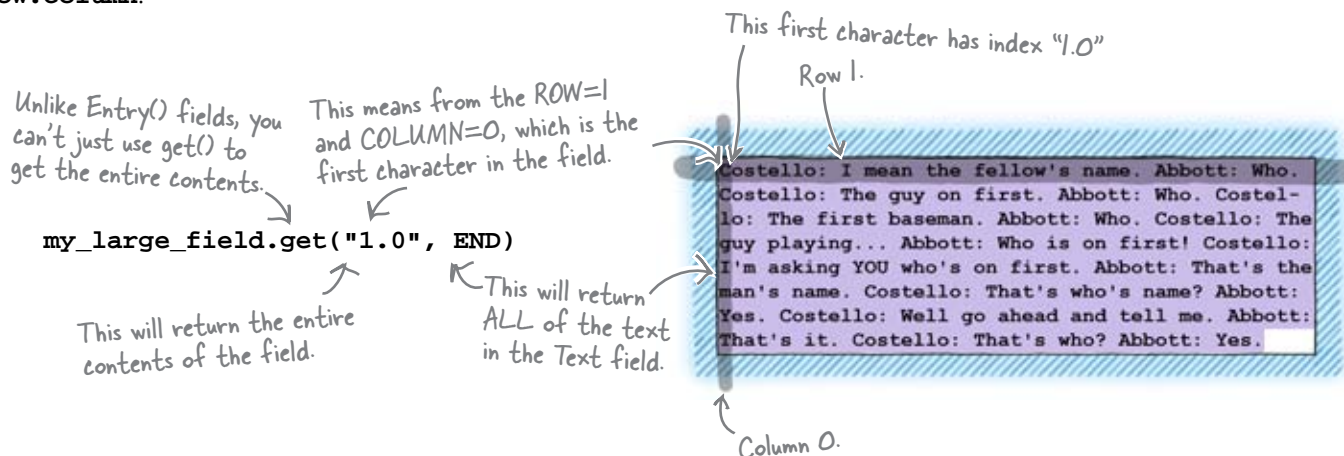 This first character has index "1.0"
Row 1.
Unlike Entry() fields, you
can't just use get() to
get the entire contents.
This means from the ROW=1
and COLUMN=0, which is the
first character in the field.
my_large_field.get("1.0", END)
This will return the entire
contents of the field.
This will return
ALL of the text
in the Text field.
Costello: I mean the fellow's name. Abbott: Who.
Costello: The guy on first. Abbott: Who. Costel-
lo: The first baseman. Abbott: Who. Costello: The
guy playing... Abbott: Who is on first! Costello:
I'm asking YOU who's on first. Abbott: That's the
man's name. Costello: That's who's name? Abbott:
Yes. Costello: Well go ahead and tell me. Abbott:
That's it. Costello: That's who? Abbott: Yes.
Column 0.